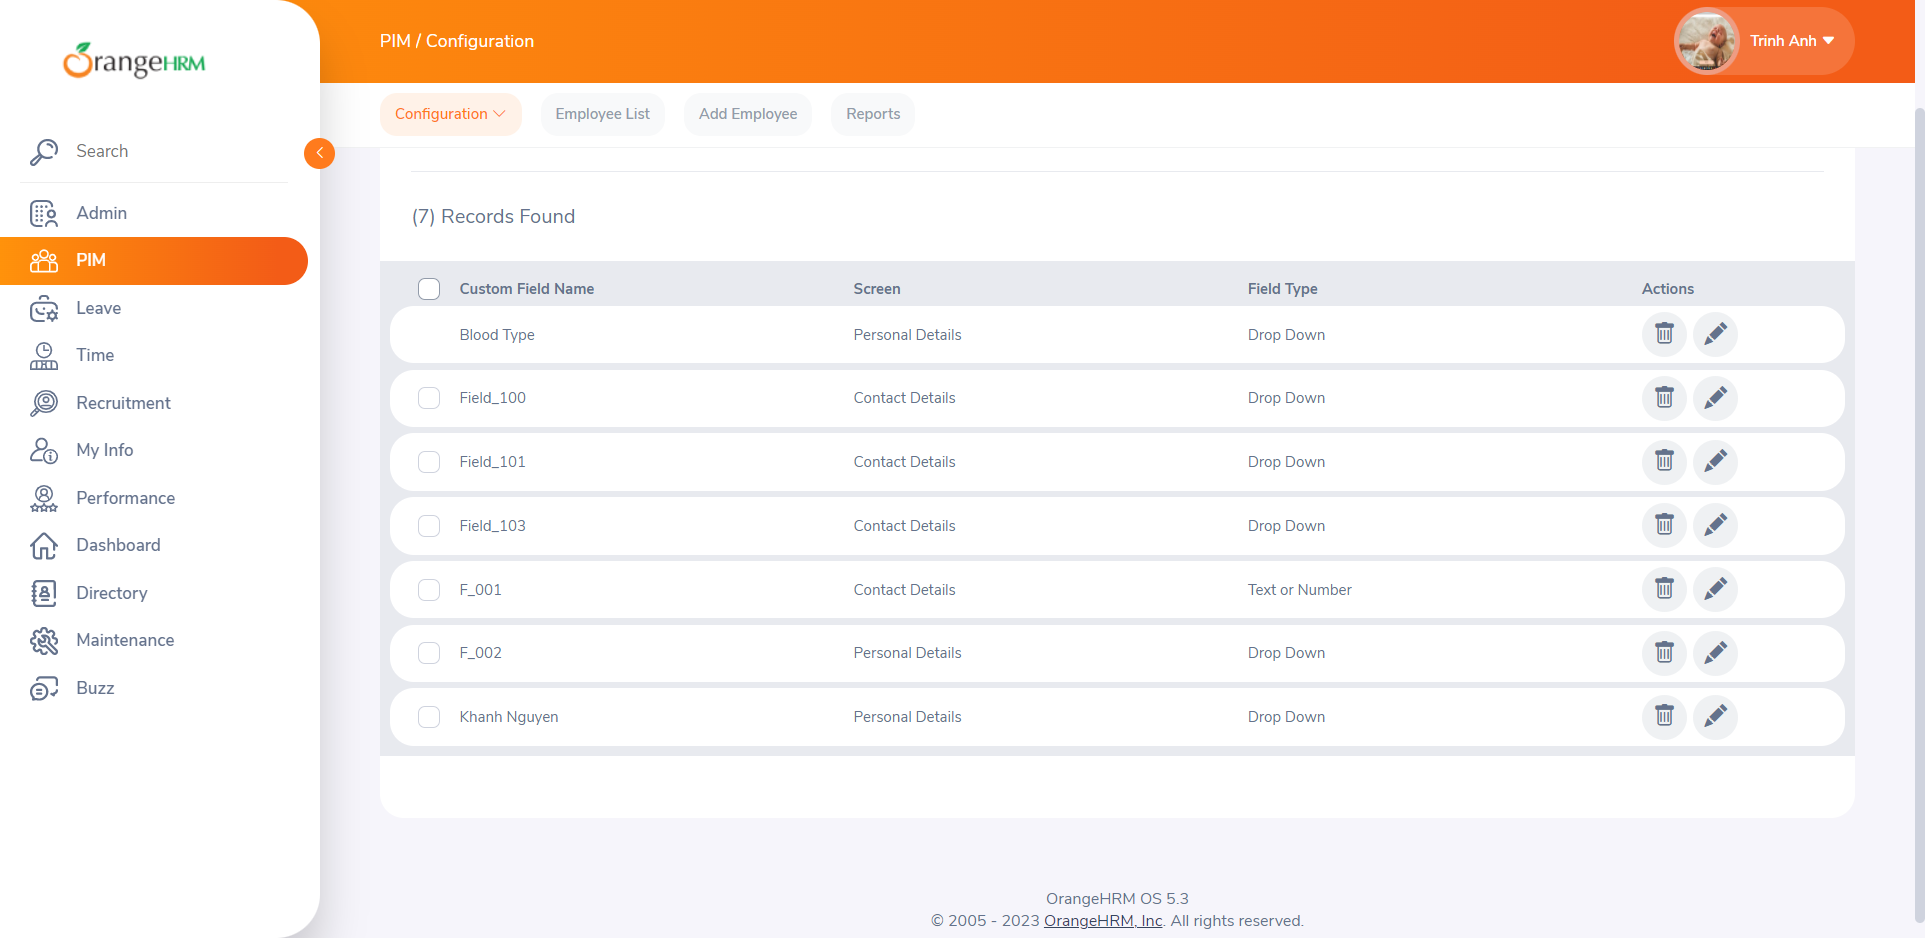 OrangeHRM
Search
Admin
PIM
Leave
Time
Recruitment
My Info
Performance
Dashboard
Directory
Maintenance
Buzz
PIM / Configuration
Trinh Anh
Configuration
Employee List
Add Employee
Reports
(7) Records Found
Custom Field Name Screen Field Type Actions
Blood Type Personal Details Drop Down
Field_100 Contact Details Drop Down
Field_101 Contact Details Drop Down
Field_103 Contact Details Drop Down
F_001 Contact Details Text or Number
F_002 Personal Details Drop Down
Khanh Nguyen Personal Details Drop Down
OrangeHRM OS 5.3
© 2005 - 2023 OrangeHRM, Inc. All rights reserved.